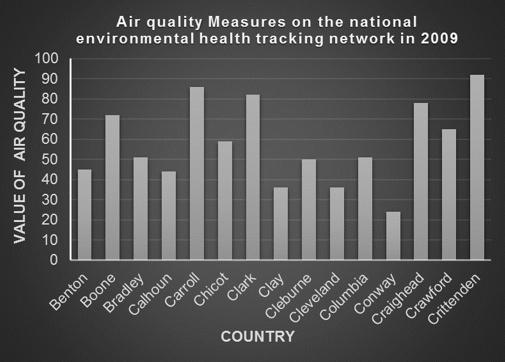 Air quality Measures on the national
environmental health tracking network in 2009
VALUE OF AIR QUALITY
100
90
80
70
60
50
40
30
20
10
0
Benton
Boone
Bradley
Calhoun
Carroll
Chicot
Clark
Clay
Cleburne
Cleveland
Columbia
Conway
Craighead
Crawford
Crittenden
COUNTRY